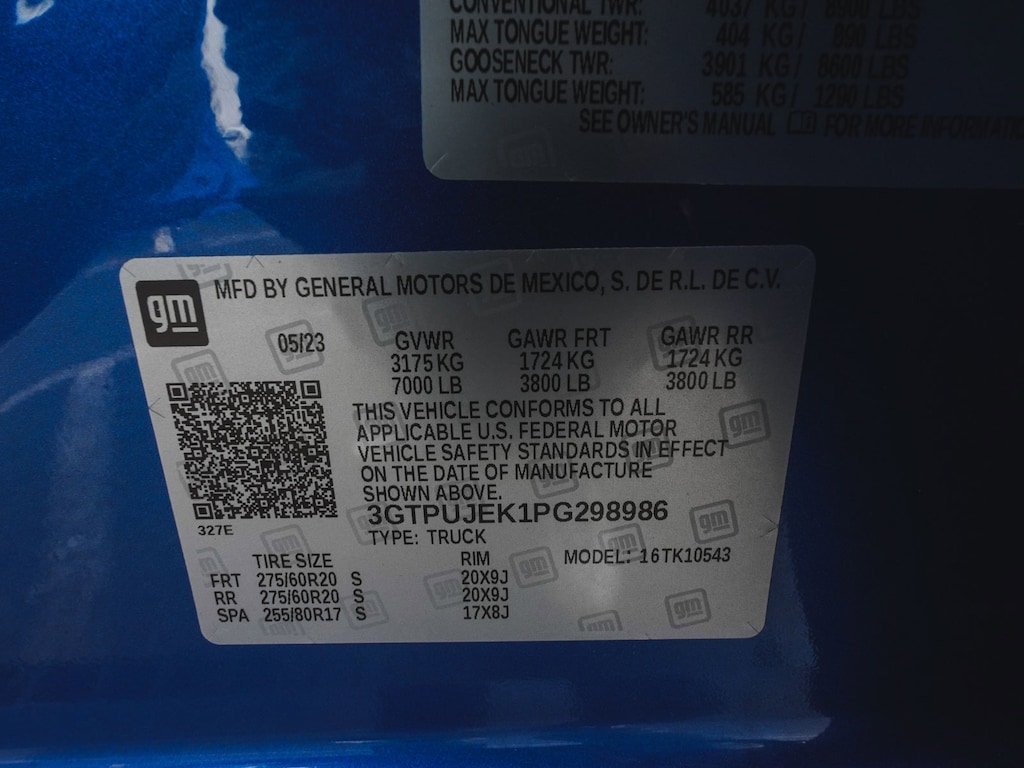 CONVENTIONAL TWR: 4037 KG/ 8900 LBS
MAX TONGUE WEIGHT: 404 KG/ 890 LBS
GOOSENECK TWR: 3901 KG/ 8600 LBS
MAX TONGUE WEIGHT: 585 KG/ 1290 LBS
SEE OWNER'S MANUAL FOR MORE INFORMATI
gm
MFD BY GENERAL MOTORS DE MEXICO, S. DE R.L. DE C.V.
05/23 GVWR GAWR FRT GAWR RR
3175 KG 1724 KG 1724 KG
7000 LB 3800 LB 3800 LB
THIS VEHICLE CONFORMS TO ALL
APPLICABLE U.S. FEDERAL MOTOR
VEHICLE SAFETY STANDARDS IN EFFECT
ON THE DATE OF MANUFACTURE
SHOWN ABOVE.
3GTPUJEK1PG298986
327E
TYPE: TRUCK
TIRE SIZE RIM MODEL: 16TK10543
FRT 275/60R20 S 20X9J
RR 275/60R20 S 20X9J
SPA 255/80R17 S 17X8J